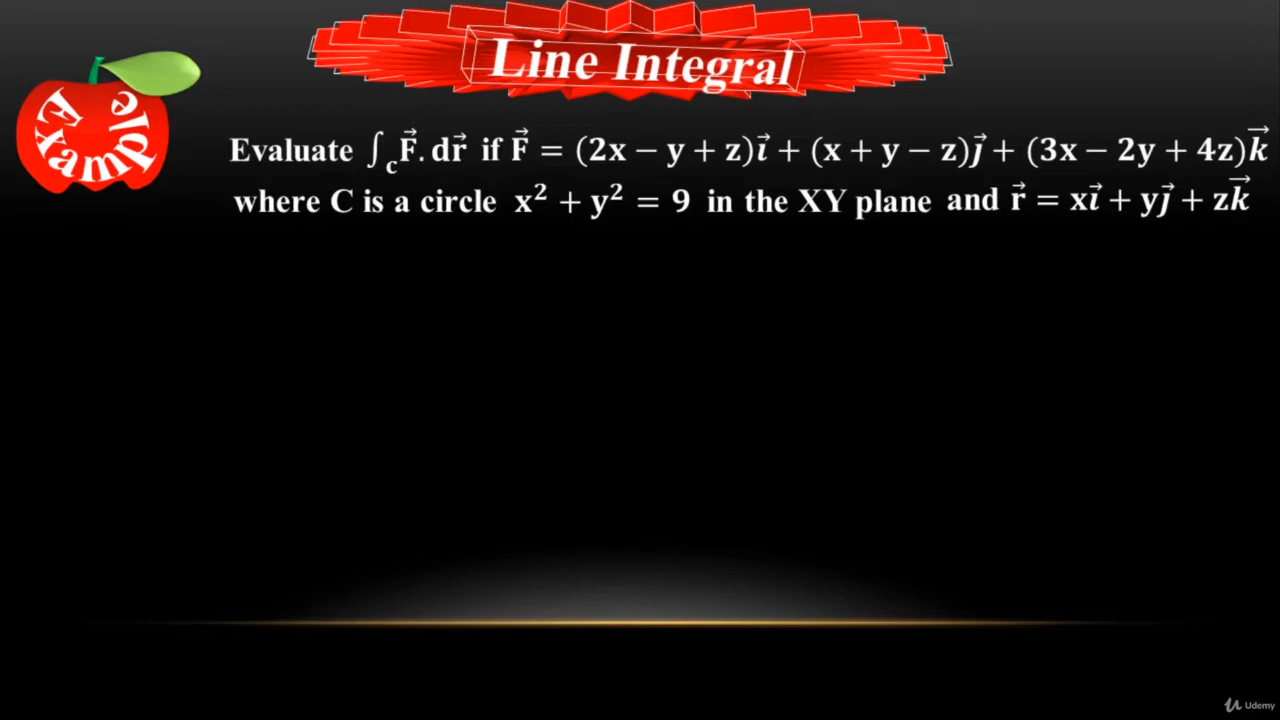 Line Integral
Example
Evaluate ∫_c F⃗. dr⃗ if F⃗ = (2x − y + z)i⃗ + (x + y − z)j⃗ + (3x − 2y + 4z)k⃗
where C is a circle x² + y² = 9 in the XY plane and r⃗ = xi⃗ + yj⃗ + zk⃗
Udemy